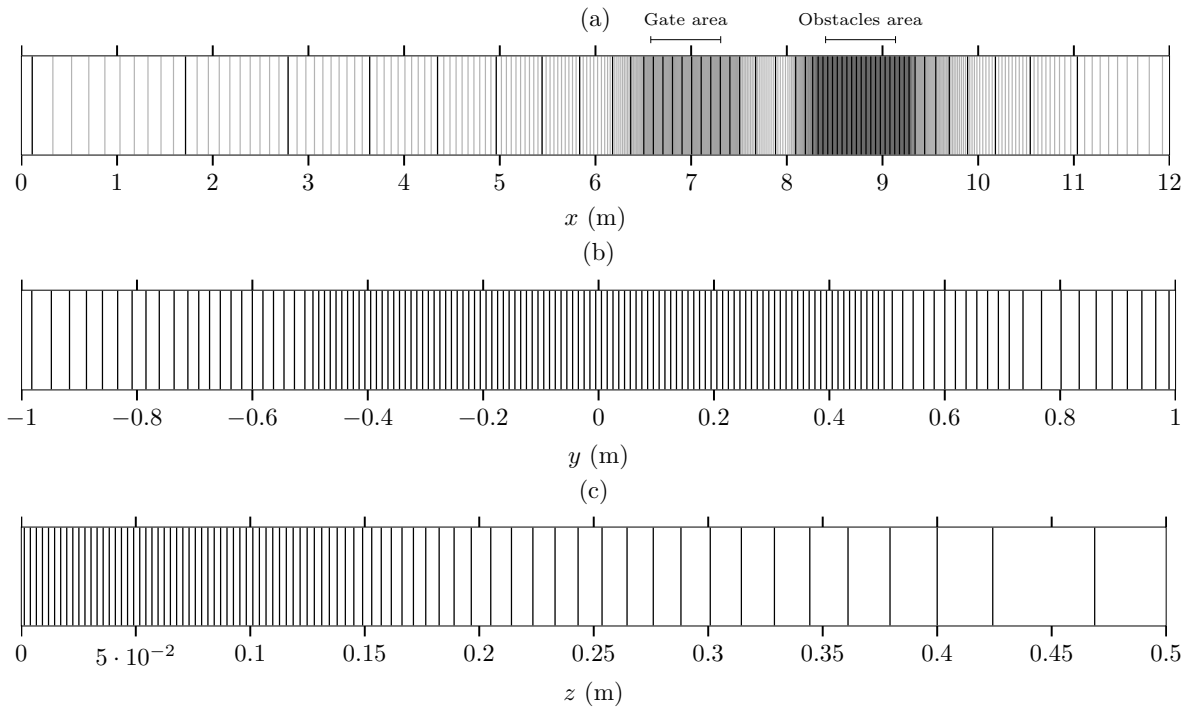 (a)
Gate area Obstacles area
0 1 2 3 4 5 6 7 8 9 10 11 12
x (m)
(b)
−1 −0.8 −0.6 −0.4 −0.2 0 0.2 0.4 0.6 0.8 1
y (m)
(c)
0 5 · 10⁻² 0.1 0.15 0.2 0.25 0.3 0.35 0.4 0.45 0.5
z (m)